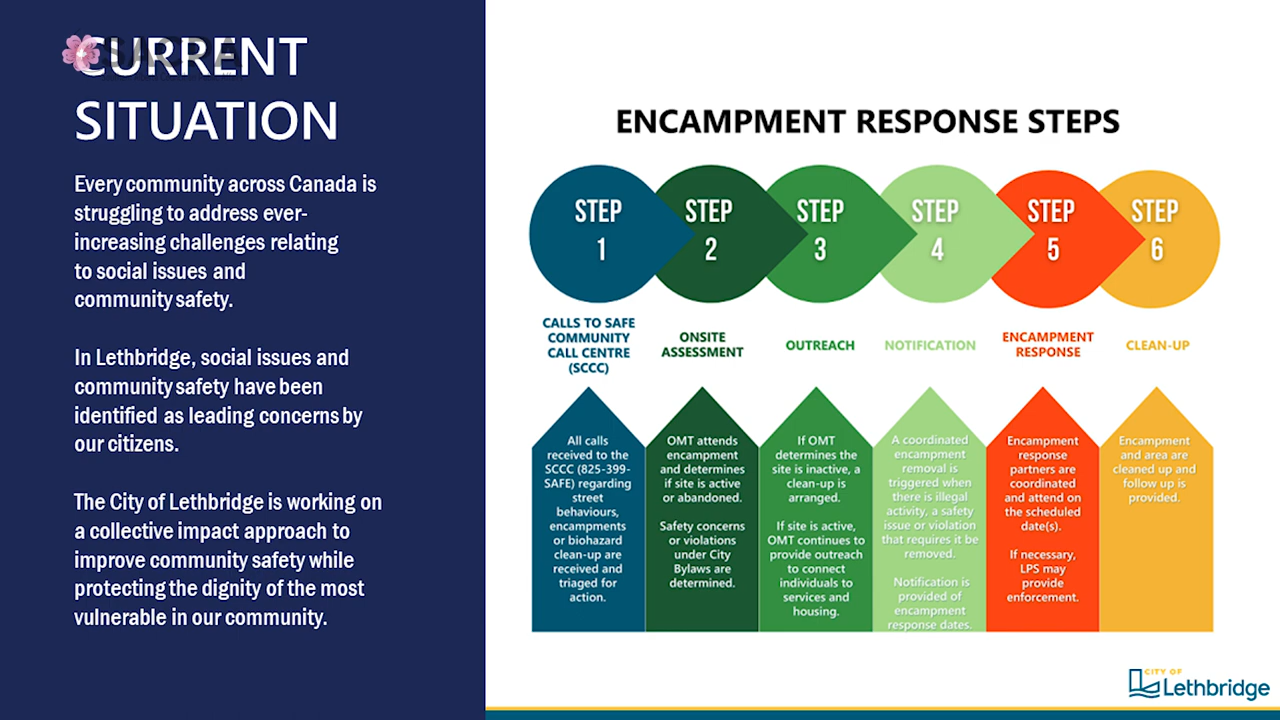 CURRENT
SITUATION
Every community across Canada is
struggling to address ever-
increasing challenges relating
to social issues and
community safety.
In Lethbridge, social issues and
community safety have been
identified as leading concerns by
our citizens.
The City of Lethbridge is working on
a collective impact approach to
improve community safety while
protecting the dignity of the most
vulnerable in our community.
ENCAMPMENT RESPONSE STEPS
STEP
1
STEP
2
STEP
3
STEP
4
STEP
5
STEP
6
CALLS TO SAFE
COMMUNITY
CALL CENTRE
(SCCC)
ONSITE
ASSESSMENT
OUTREACH
NOTIFICATION
ENCAMPMENT
RESPONSE
CLEAN-UP
All calls
received to the
SCCC (825-399-
SAFE) regarding
street
behaviours,
encampments
or biohazard
clean-up are
received and
triaged for
action.
OMT attends
encampment
and determines
if site is active
or abandoned.
Safety concerns
or violations
under City
Bylaws are
determined.
If OMT
determines the
site is inactive, a
clean-up is
arranged.
If site is active,
OMT continues to
provide outreach
to connect
individuals to
services and
housing.
A coordinated
encampment
removal is
triggered when
there is illegal
activity, a safety
issue or violation
that requires it be
removed.
Notification is
provided of
encampment
response dates.
Encampment
response
partners are
coordinated
and attend on
the scheduled
date(s).
If necessary,
LPS may
provide
enforcement.
Encampment
and area are
cleaned up and
follow up is
provided.
CITY OF
Lethbridge